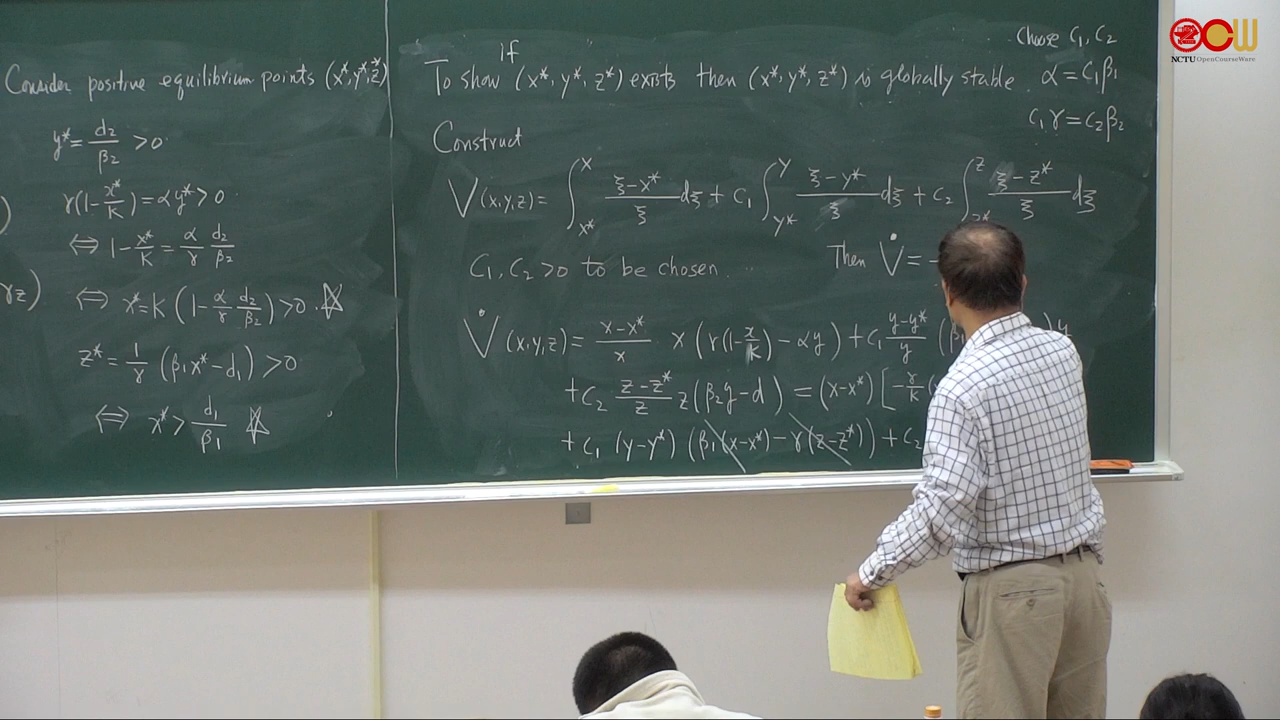 Consider positive equilibrium points (x*, y*, z*)
y* = d₂/β₂ > 0
r(1 - x*/K) = αy* > 0
⇔ 1 - x*/K = α/r d₂/β₂
⇔ x* = K (1 - α/r d₂/β₂) > 0 ☆
z* = 1/γ (β₁x* - d₁) > 0
⇔ x* > d₁/β₁ ☆
)
γz)
if
To show (x*, y*, z*) exists then (x*, y*, z*) is globally stable.
Construct
V(x,y,z) = ∫_{x*}^{x} (ξ-x*)/ξ dξ + C₁ ∫_{y*}^{y} (ξ-y*)/ξ dξ + C₂ ∫^{z} (ξ-z*)/ξ dξ
C₁, C₂ > 0 to be chosen. Then V̇ = -
V̇(x,y,z) = (x-x*)/x x(r(1-x/K) - αy) + C₁ (y-y*)/y (β ) y
+ C₂ (z-z*)/z z(β₂y-d) = (x-x*)[-r/K (
+ C₁ (y-y*) (β₁(x-x*) - γ(z-z*)) + C₂
choose C₁, C₂
α = C₁β₁
C₁γ = C₂β₂
OCW
NCTU OpenCourseWare